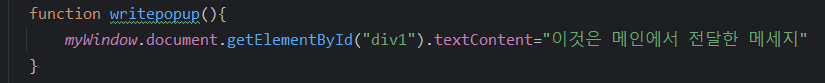 function writepopup(){
myWindow.document.getElementById("div1").textContent="이것은 메인에서 전달한 메세지"
}